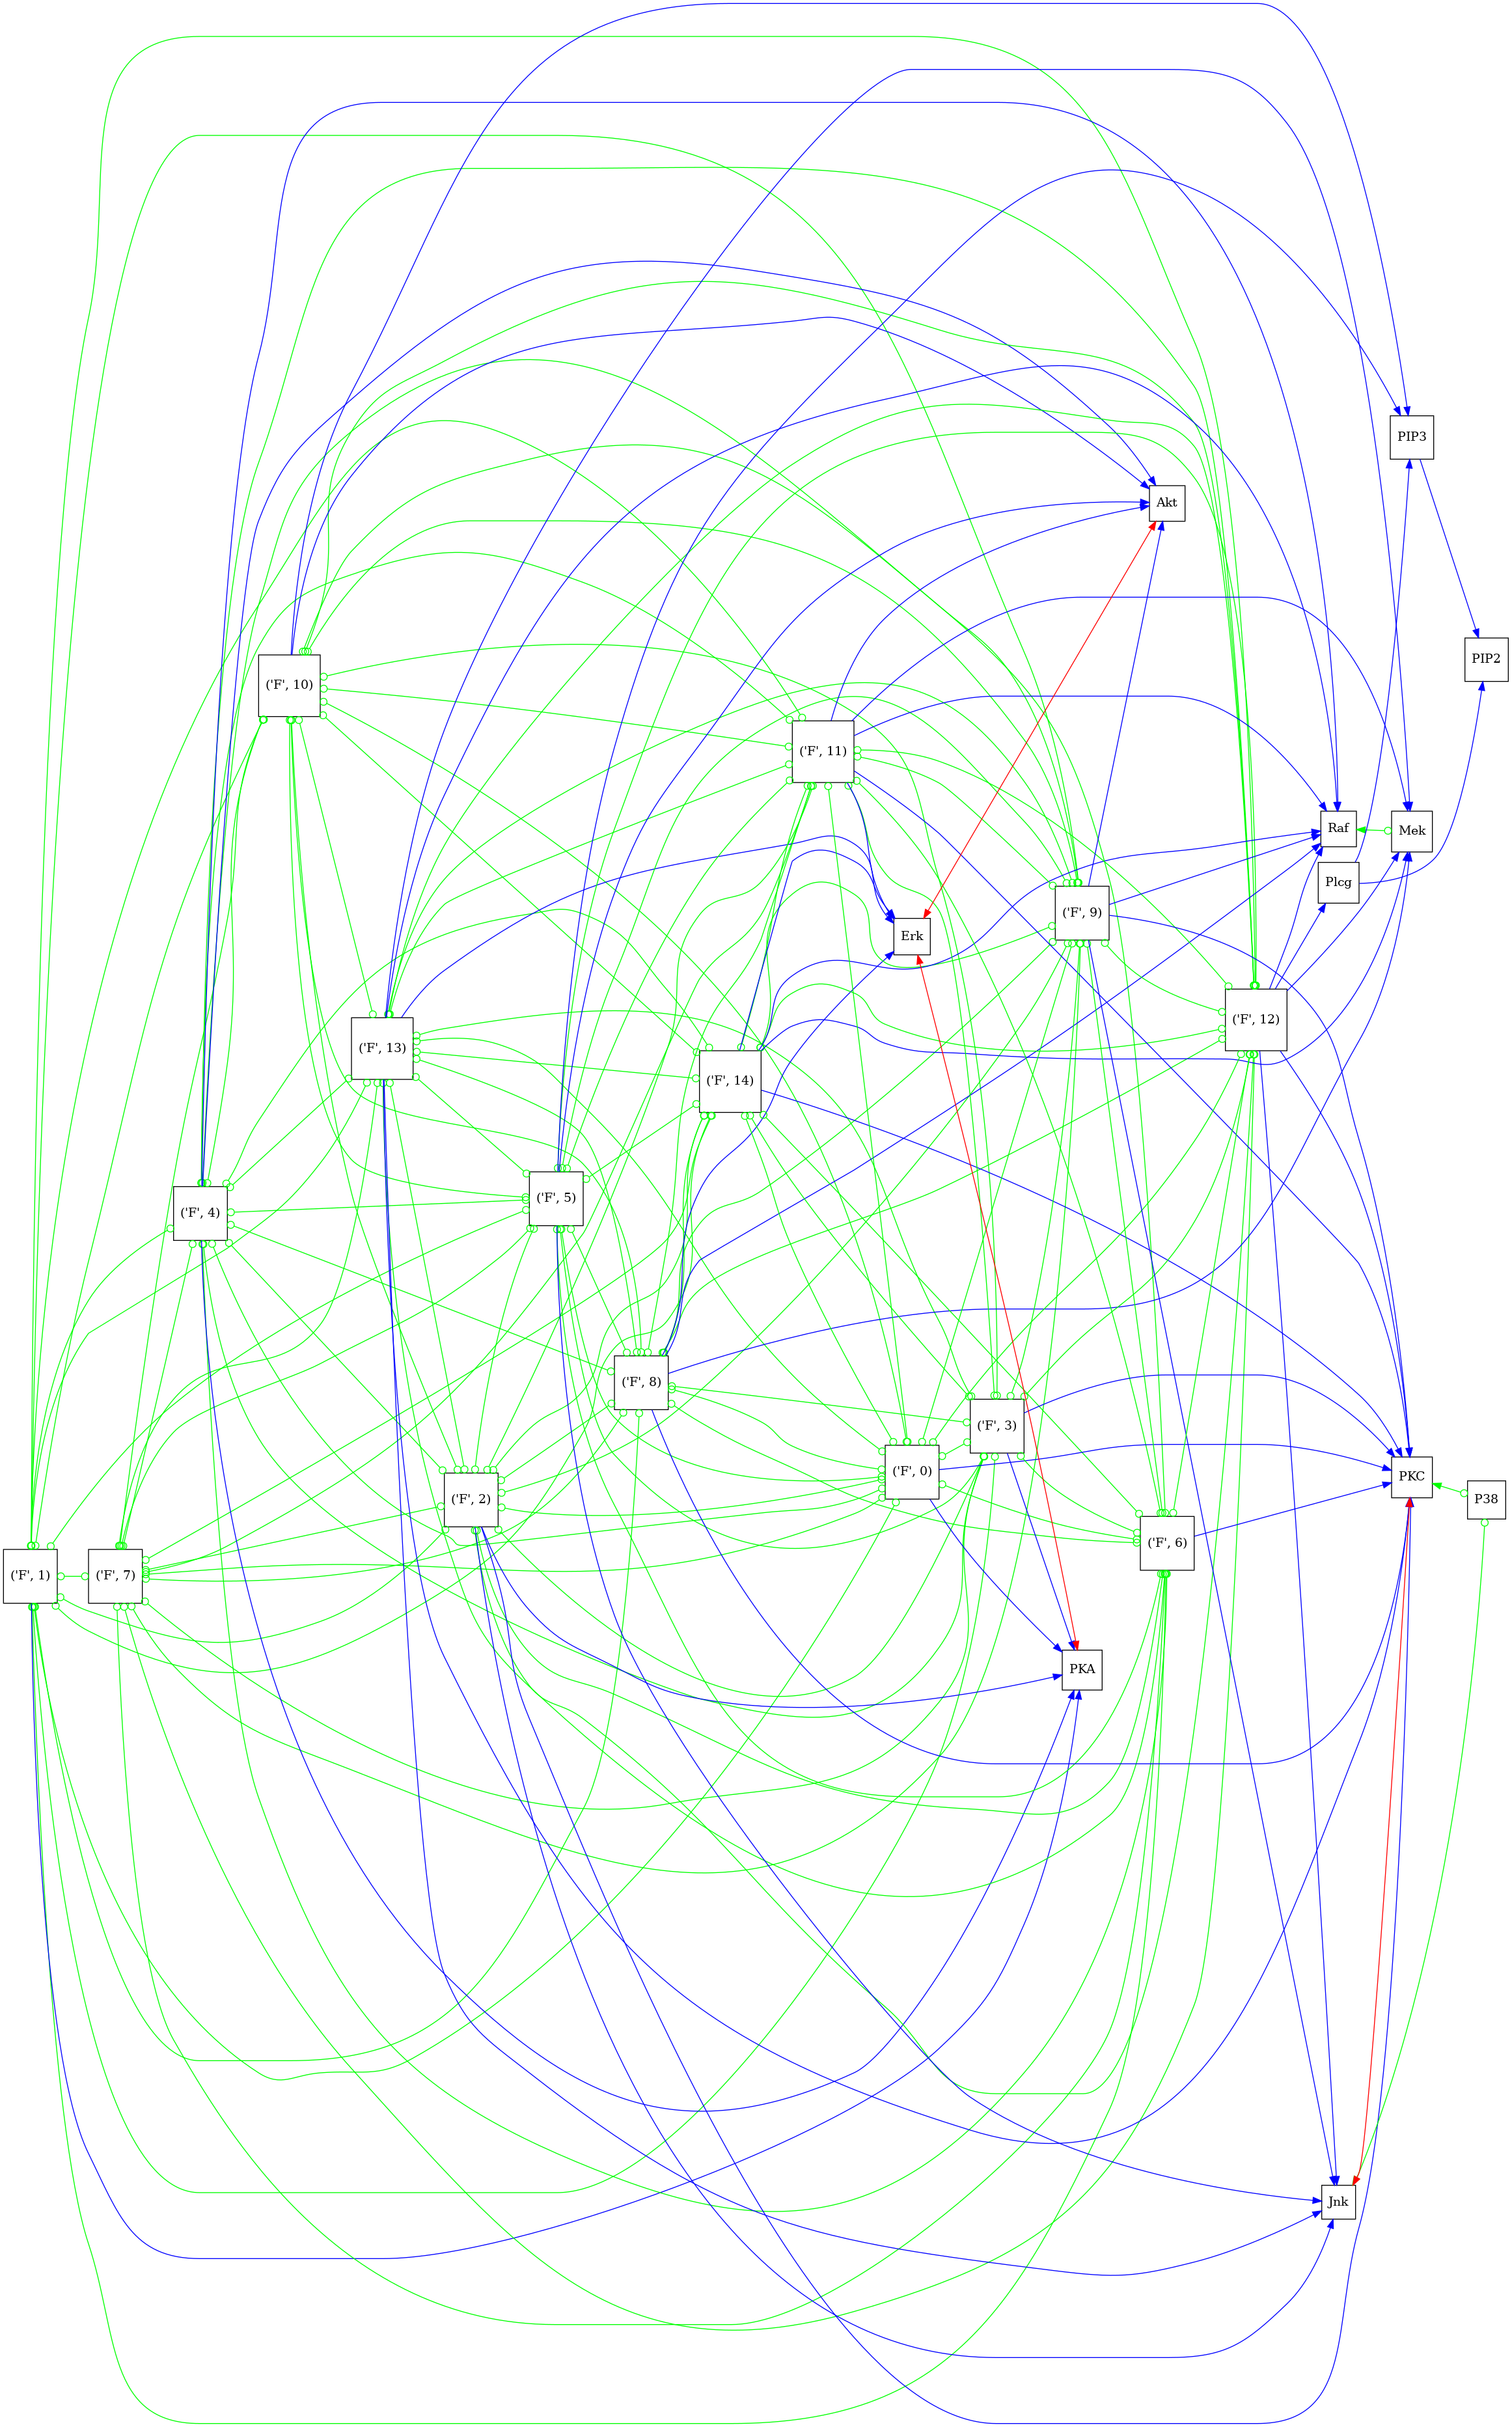 PIP3
Akt
PIP2
('F', 10)
('F', 11)
Raf
Mek
Plcg
('F', 9)
Erk
('F', 12)
('F', 13)
('F', 14)
('F', 5)
('F', 4)
('F', 8)
('F', 3)
('F', 0)
PKC
('F', 2)
P38
('F', 6)
('F', 1)
('F', 7)
PKA
Jnk